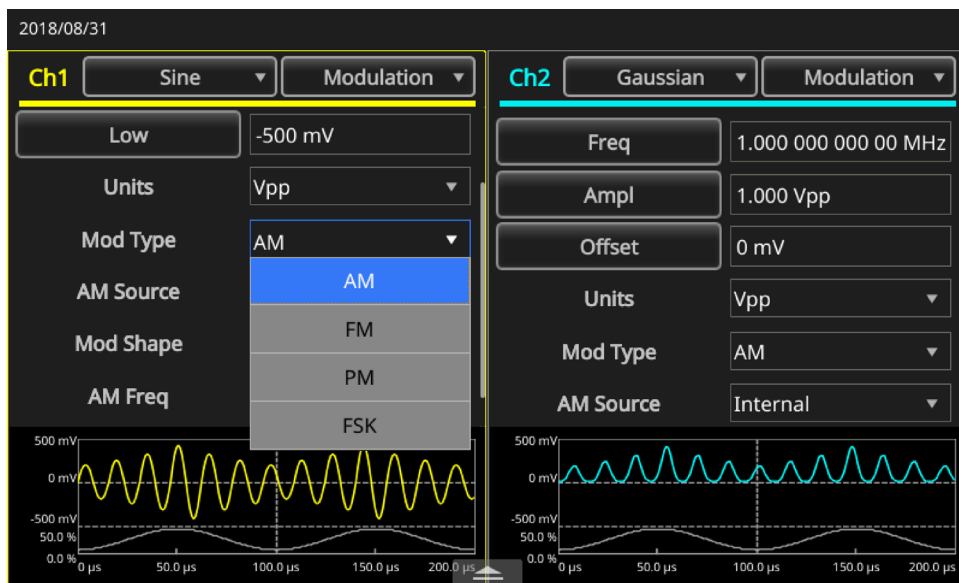 2018/08/31
Ch1 Sine Modulation
Low -500 mV
Units Vpp
Mod Type AM
AM
AM Source
FM
Mod Shape
PM
AM Freq
FSK
500 mV
0 mV
-500 mV
50.0 %
0.0 %
0 µs 50.0 µs 100.0 µs 150.0 µs 200.0 µs
Ch2 Gaussian Modulation
Freq 1.000 000 000 00 MHz
Ampl 1.000 Vpp
Offset 0 mV
Units Vpp
Mod Type AM
AM Source Internal
500 mV
0 mV
-500 mV
50.0 %
0.0 %
0 µs 50.0 µs 100.0 µs 150.0 µs 200.0 µs